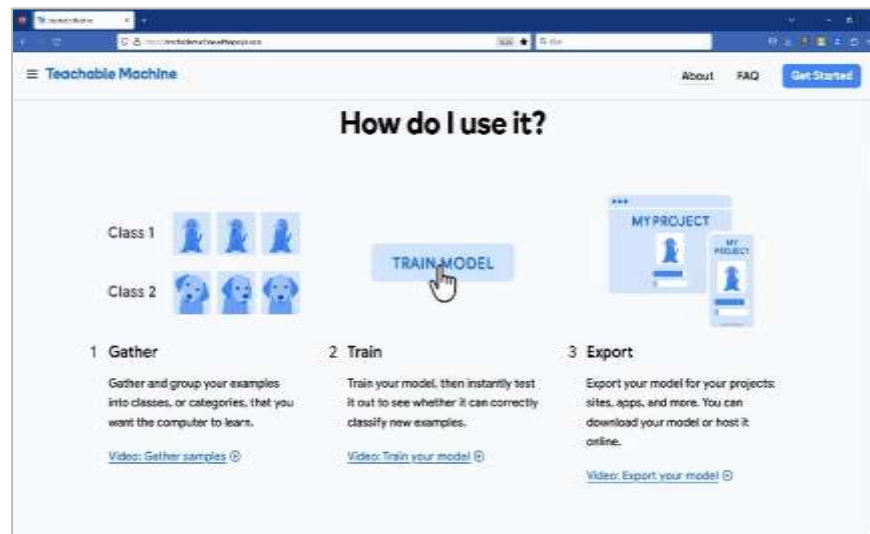 Teachable Machine
About FAQ Get Started
How do I use it?
Class 1
Class 2
TRAIN MODEL
MY PROJECT
MY
PROJECT
1 Gather
Gather and group your examples
into classes, or categories, that you
want the computer to learn.
Video: Gather samples
2 Train
Train your model, then instantly test
it out to see whether it can correctly
classify new examples.
Video: Train your model
3 Export
Export your model for your projects:
sites, apps, and more. You can
download your model or host it
online.
Video: Export your model